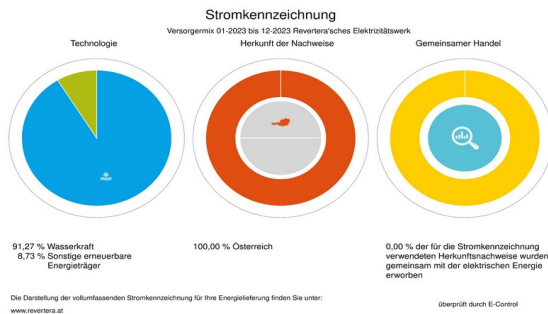 Stromkennzeichnung
Versorgermix 01-2023 bis 12-2023 Revertera'sches Elektrizitätswerk
Technologie
Herkunft der Nachweise
Gemeinsamer Handel
91,27 % Wasserkraft
8,73 % Sonstige erneuerbare
Energieträger
100,00 % Österreich
0,00 % der für die Stromkennzeichnung
verwendeten Herkunftsnachweise wurden
gemeinsam mit der elektrischen Energie
erworben
Die Darstellung der vollumfassenden Stromkennzeichnung für Ihre Energielieferung finden Sie unter:
www.revertera.at
überprüft durch E-Control